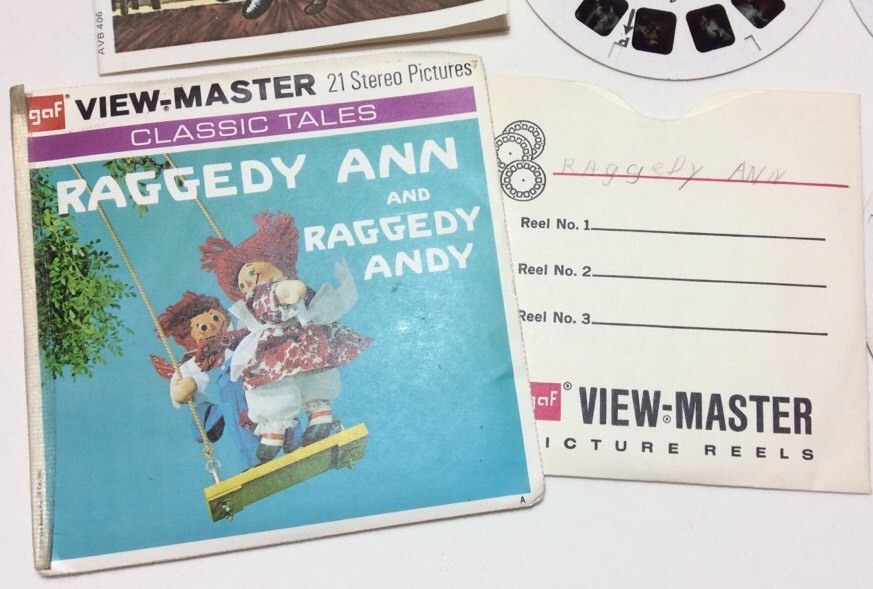 AVB 406
gaf® VIEW-MASTER® 21 Stereo Pictures
CLASSIC TALES
RAGGEDY ANN
AND
RAGGEDY
ANDY
A
RAggeDy ANN
Reel No. 1
Reel No. 2
Reel No. 3
gaf® VIEW-MASTER®
PICTURE REELS